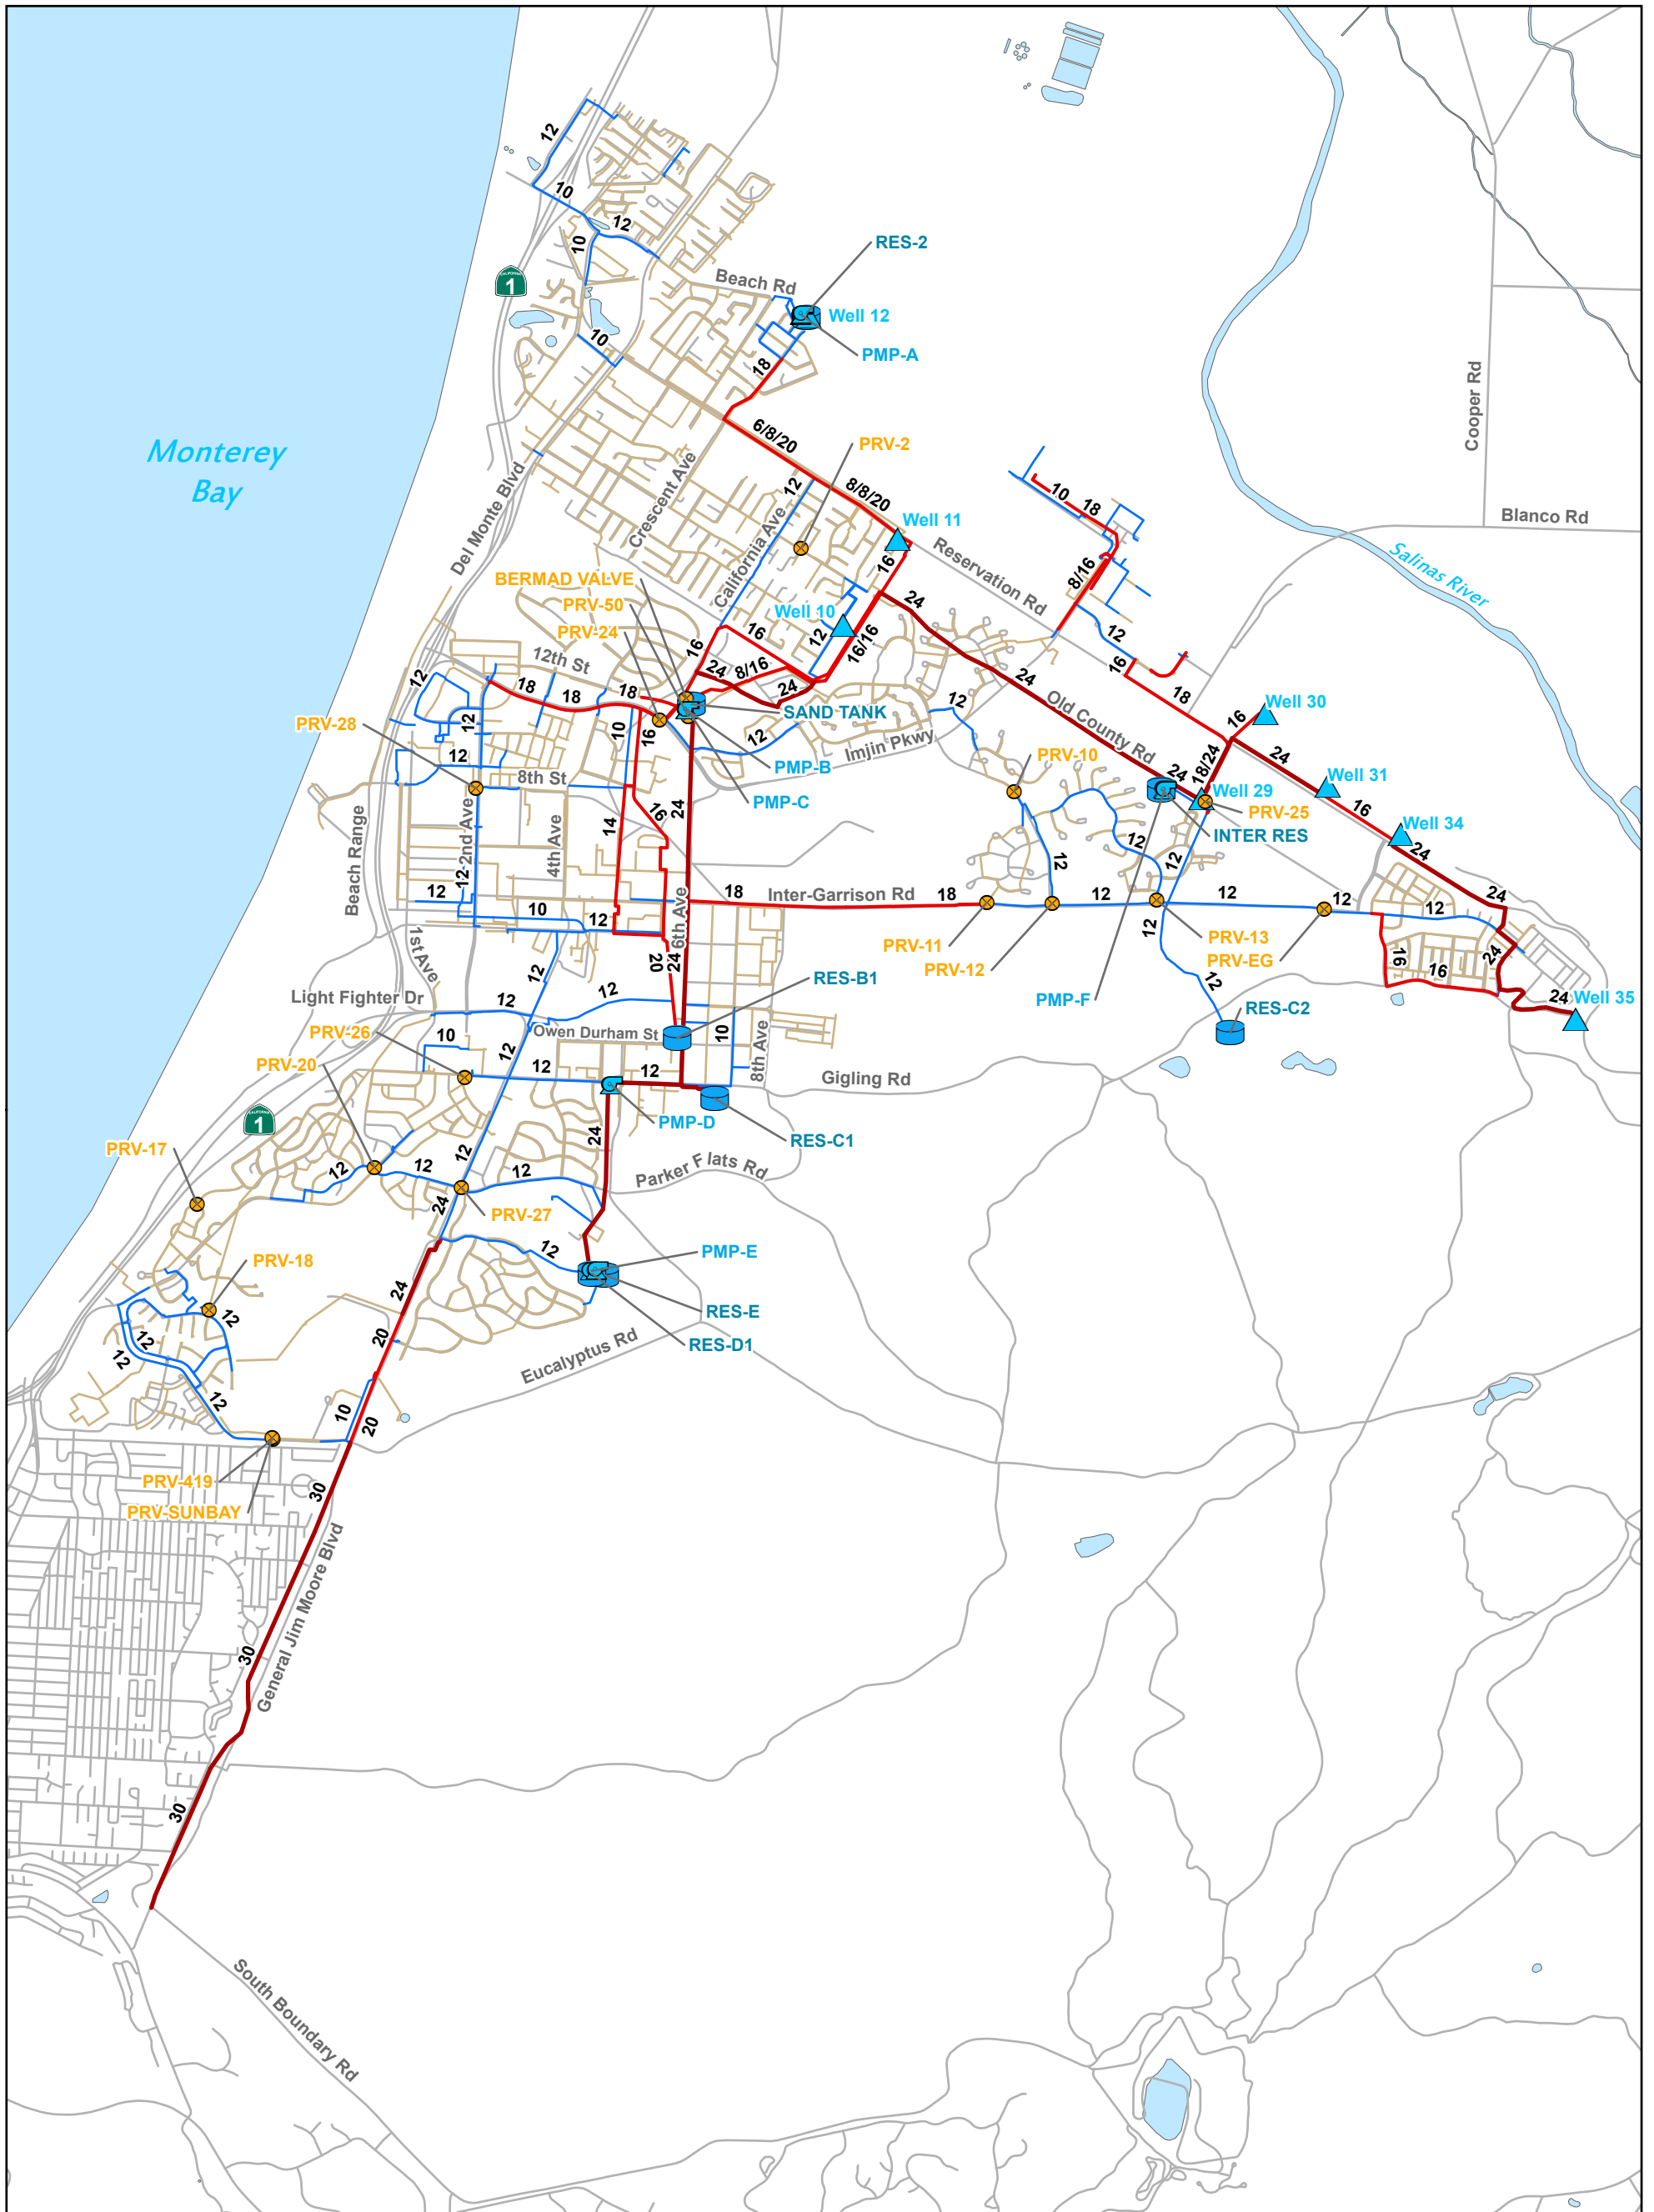 12
10
12
10
RES-2
CALIFORNIA
1
Beach Rd
Well 12
PMP-A
10
18
Cooper Rd
Monterey
Bay
6/8/20
PRV-2
Crescent Ave
12
8/8/20
10
18
Del Monte Blvd
Well 11
Blanco Rd
California Ave
16
Reservation Rd
Salinas River
BERMAD VALVE
8/16
PRV-50
Well 10
24
PRV-24
16
12
16/16
12
12th St
16
24
8/16
24
16
12
18
18
18
24
12
Old County Rd
18
Well 30
SAND TANK
16
PRV-28
12
10
16
12
Imjin Pkwy
24
12
PMP-B
PRV-10
24
18/24
8th St
Well 31
PMP-C
Well 29
24
16
PRV-25
Beach Range
2nd Ave
4th Ave
14
16
Well 34
INTER RES
24
12
12
12
12
12
10
12
6th Ave
18
Inter-Garrison Rd
18
12
12
12
12
24
1st Ave
12
PRV-11
PRV-12
12
PRV-13
PRV-EG
16
16
24
20
24
RES-B1
12
Light Fighter Dr
12
12
PMP-F
24
Well 35
RES-C2
PRV-26
Owen Durham St
10
10
12
8th Ave
PRV-20
12
12
Gigling Rd
CALIFORNIA
1
PMP-D
24
RES-C1
PRV-17
12
12
12
12
Parker Flats Rd
24
PRV-27
PRV-18
12
PMP-E
24
12
12
12
RES-E
20
RES-D1
Eucalyptus Rd
12
10
20
PRV-419
30
PRV-SUNBAY
General Jim Moore Blvd
30
30
South Boundary Rd